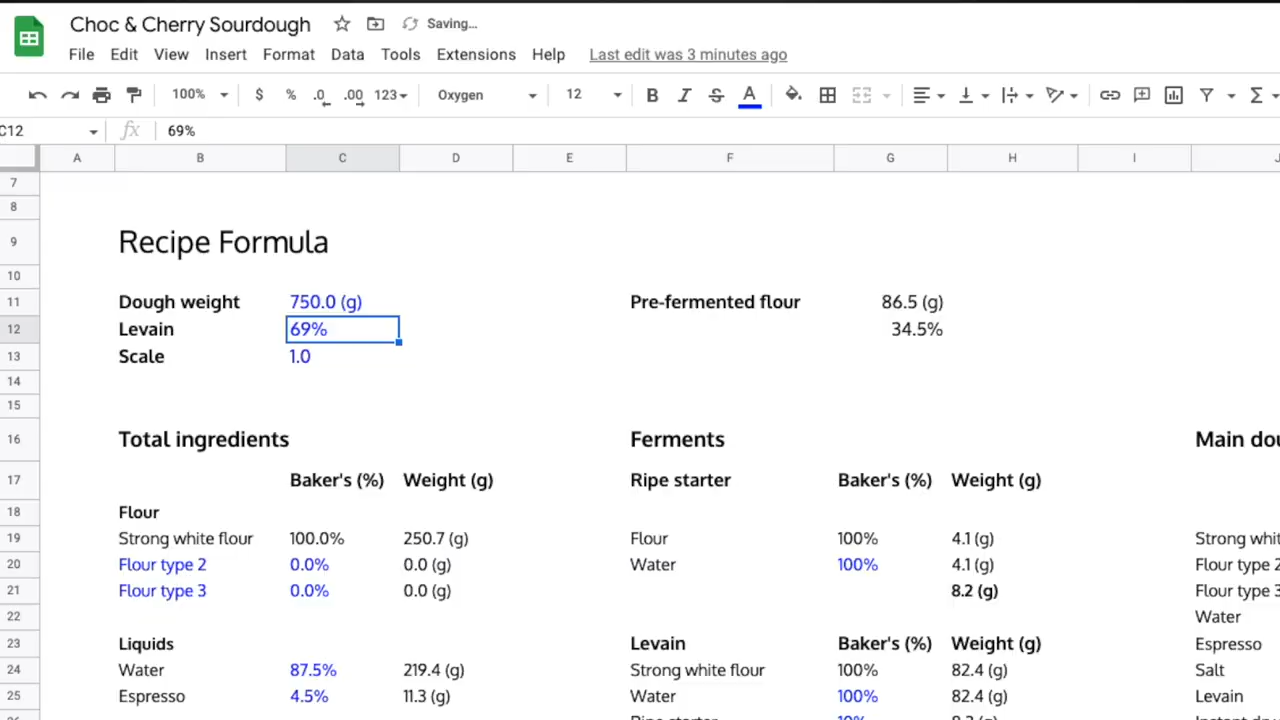 Choc & Cherry Sourdough Saving...
File Edit View Insert Format Data Tools Extensions Help Last edit was 3 minutes ago
100% $ % .0 .00 123 Oxygen 12 B I S A Σ
C12 fx 69%
A B C D E F G H I J
7
8
9 Recipe Formula
10
11 Dough weight 750.0 (g) Pre-fermented flour 86.5 (g)
12 Levain 69% 34.5%
13 Scale 1.0
14
15
16 Total ingredients Ferments Main
17 Baker's (%) Weight (g) Ripe starter Baker's (%) Weight (g)
18 Flour
19 Strong white flour 100.0% 250.7 (g) Flour 100% 4.1 (g) Strong
20 Flour type 2 0.0% 0.0 (g) Water 100% 4.1 (g) Flour type 2
21 Flour type 3 0.0% 0.0 (g) 8.2 (g) Flour type 3
22 Water
23 Liquids Levain Baker's (%) Weight (g) Espresso
24 Water 87.5% 219.4 (g) Strong white flour 100% 82.4 (g) Salt
25 Espresso 4.5% 11.3 (g) Water 100% 82.4 (g) Levain